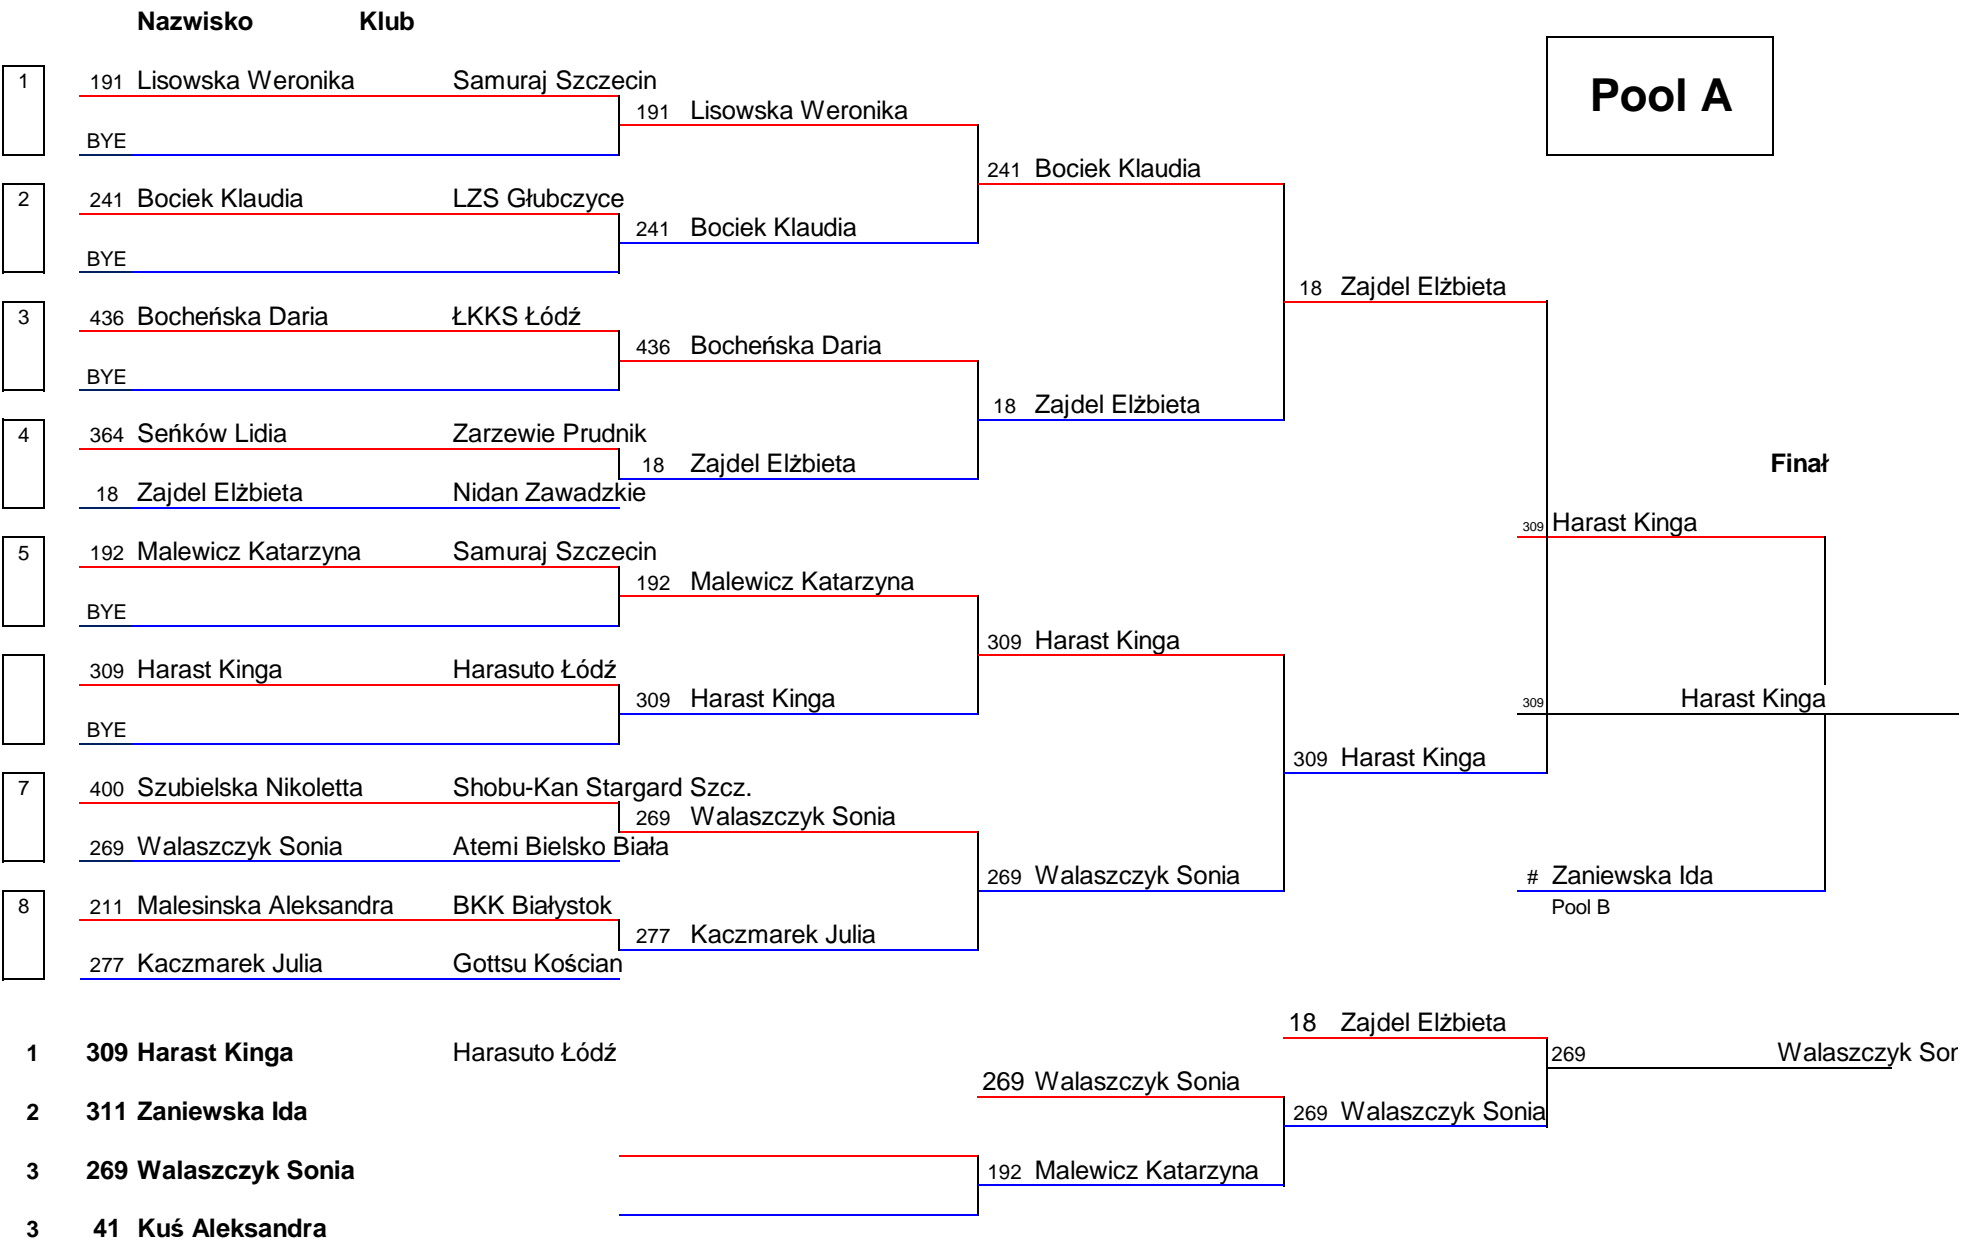 Nazwisko Klub
Pool A
1 191 Lisowska Weronika Samuraj Szczecin
191 Lisowska Weronika
BYE
241 Bociek Klaudia
2 241 Bociek Klaudia LZS Głubczyce
241 Bociek Klaudia
BYE
18 Zajdel Elżbieta
3 436 Bocheńska Daria ŁKKS Łódź
436 Bocheńska Daria
BYE
18 Zajdel Elżbieta
4 364 Seńków Lidia Zarzewie Prudnik
18 Zajdel Elżbieta
Finał
18 Zajdel Elżbieta Nidan Zawadzkie
309 Harast Kinga
5 192 Malewicz Katarzyna Samuraj Szczecin
192 Malewicz Katarzyna
BYE
309 Harast Kinga
309 Harast Kinga Harasuto Łódź
309 Harast Kinga
309 Harast Kinga
BYE
309 Harast Kinga
7 400 Szubielska Nikoletta Shobu-Kan Stargard Szcz.
269 Walaszczyk Sonia
269 Walaszczyk Sonia Atemi Bielsko Biała
269 Walaszczyk Sonia
# Zaniewska Ida
8 211 Malesinska Aleksandra BKK Białystok
Pool B
277 Kaczmarek Julia
277 Kaczmarek Julia Gottsu Kościan
18 Zajdel Elżbieta
1 309 Harast Kinga Harasuto Łódź
269 Walaszczyk Sor
269 Walaszczyk Sonia
2 311 Zaniewska Ida
269 Walaszczyk Sonia
3 269 Walaszczyk Sonia
192 Malewicz Katarzyna
3 41 Kuś Aleksandra